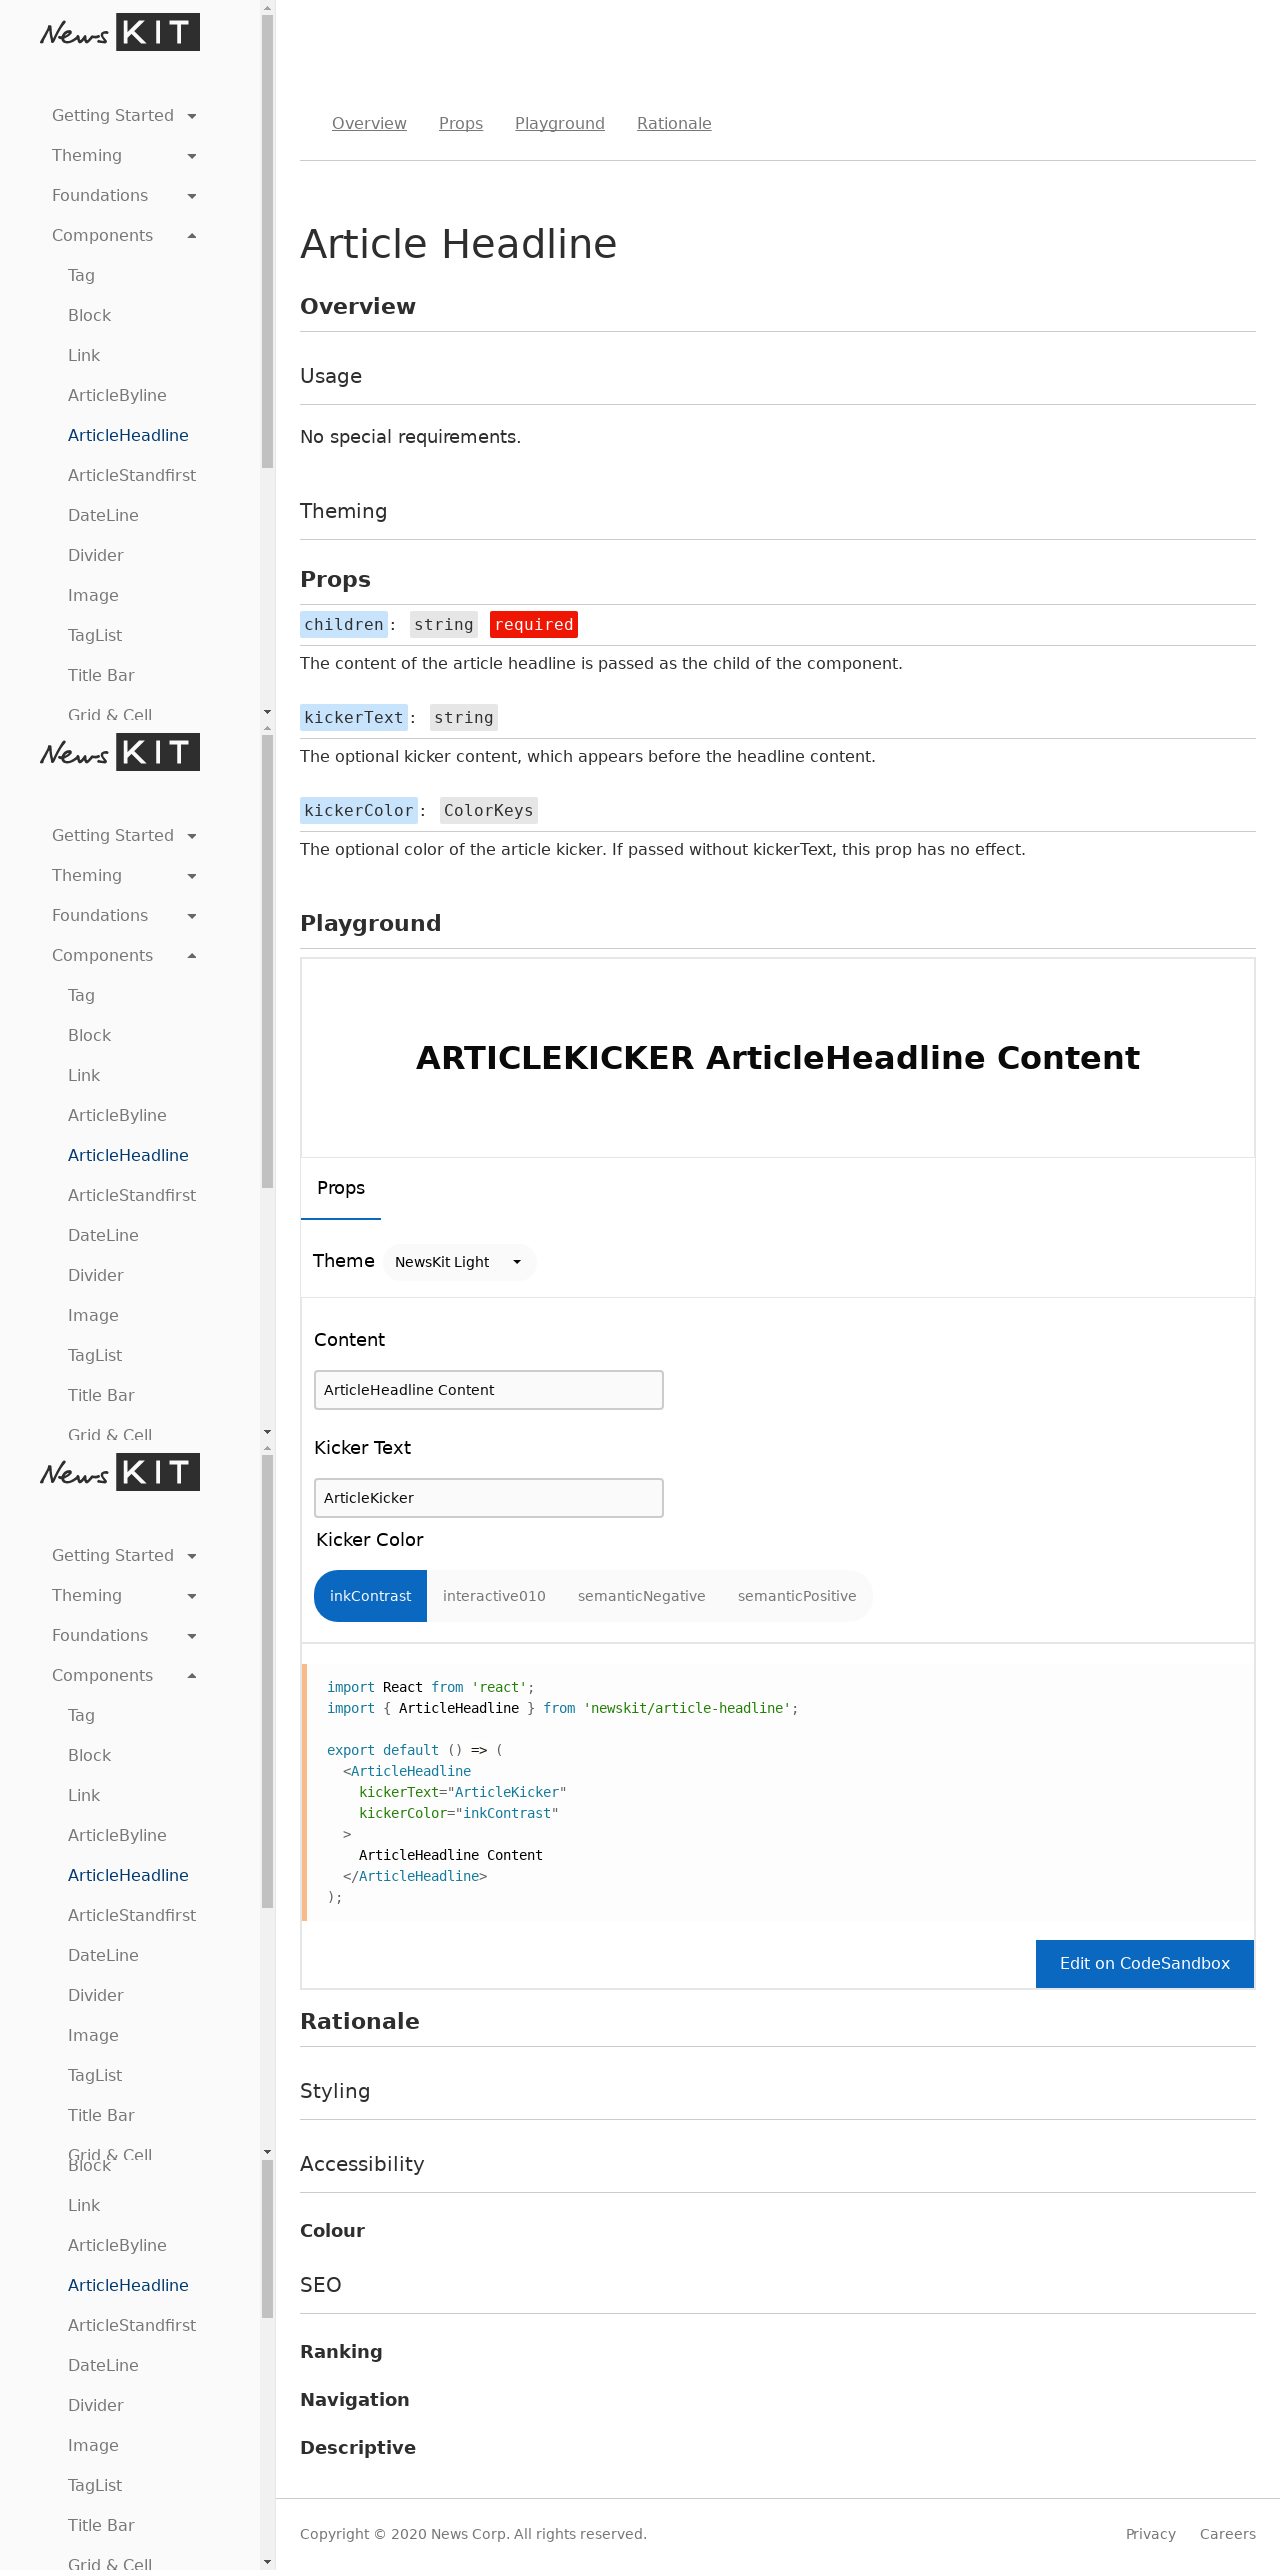 News KIT
Getting Started
Theming
Foundations
Components
Tag
Block
Link
ArticleByline
ArticleHeadline
ArticleStandfirst
DateLine
Divider
Image
TagList
Title Bar
Grid & Cell
News KIT
Getting Started
Theming
Foundations
Components
Tag
Block
Link
ArticleByline
ArticleHeadline
ArticleStandfirst
DateLine
Divider
Image
TagList
Title Bar
Grid & Cell
News KIT
Getting Started
Theming
Foundations
Components
Tag
Block
Link
ArticleByline
ArticleHeadline
ArticleStandfirst
DateLine
Divider
Image
TagList
Title Bar
Grid & Cell
Block
Link
ArticleByline
ArticleHeadline
ArticleStandfirst
DateLine
Divider
Image
TagList
Title Bar
Grid & Cell
Overview Props Playground Rationale
Article Headline
Overview
Usage
No special requirements.
Theming
Props
children: string required
The content of the article headline is passed as the child of the component.
kickerText: string
The optional kicker content, which appears before the headline content.
kickerColor: ColorKeys
The optional color of the article kicker. If passed without kickerText, this prop has no effect.
Playground
ARTICLEKICKER ArticleHeadline Content
Props
Theme NewsKit Light
Content
ArticleHeadline Content
Kicker Text
ArticleKicker
Kicker Color
inkContrast interactive010 semanticNegative semanticPositive
import React from 'react';
import { ArticleHeadline } from 'newskit/article-headline';
export default () => (
<ArticleHeadline
kickerText="ArticleKicker"
kickerColor="inkContrast"
>
ArticleHeadline Content
</ArticleHeadline>
);
Edit on CodeSandbox
Rationale
Styling
Accessibility
Colour
SEO
Ranking
Navigation
Descriptive
Copyright © 2020 News Corp. All rights reserved. Privacy Careers